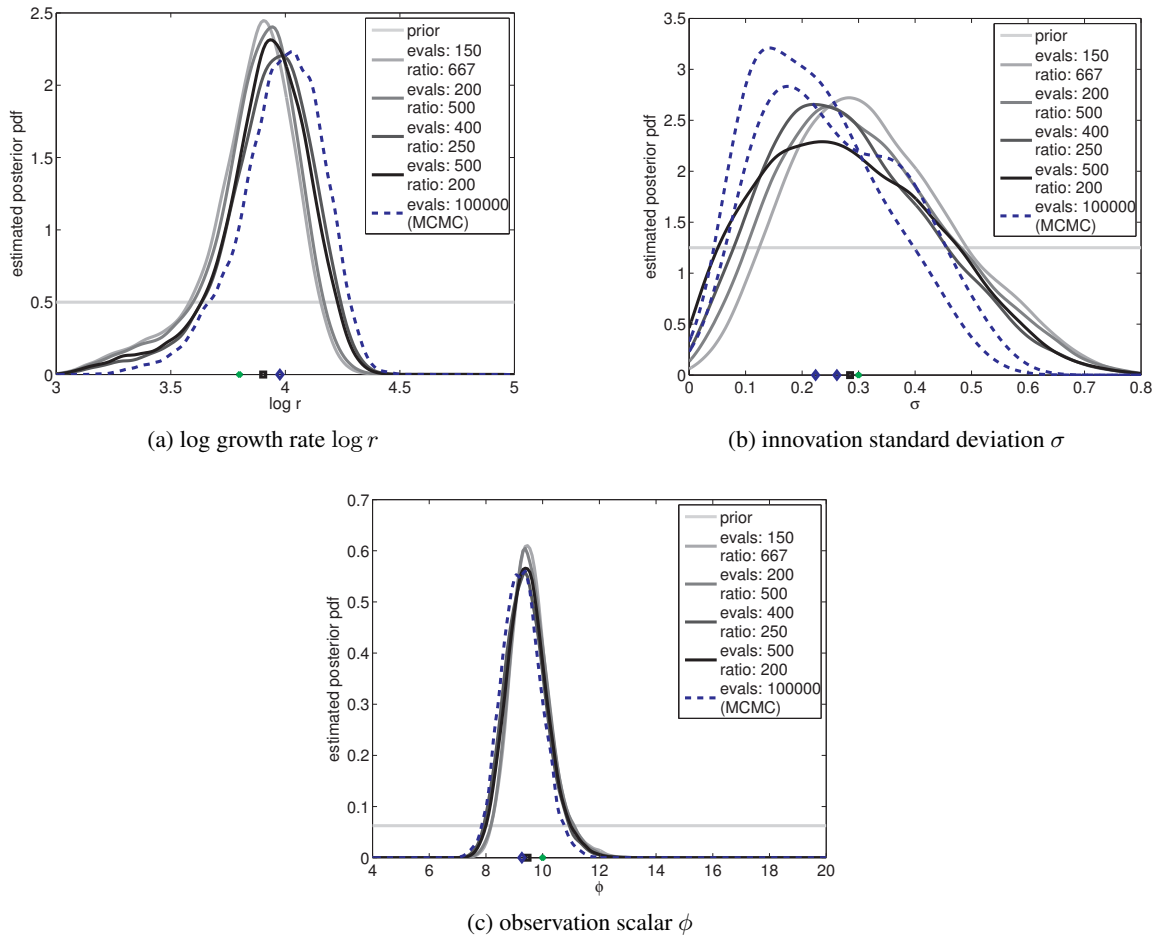 2.5
2
1.5
1
0.5
0
3
3.5
4
4.5
5
estimated posterior pdf
log r
prior
evals: 150
ratio: 667
evals: 200
ratio: 500
evals: 400
ratio: 250
evals: 500
ratio: 200
evals: 100000
(MCMC)
(a) log growth rate log r
3.5
3
2.5
2
1.5
1
0.5
0
0
0.1
0.2
0.3
0.4
0.5
0.6
0.7
0.8
estimated posterior pdf
σ
prior
evals: 150
ratio: 667
evals: 200
ratio: 500
evals: 400
ratio: 250
evals: 500
ratio: 200
evals: 100000
(MCMC)
(b) innovation standard deviation σ
0.7
0.6
0.5
0.4
0.3
0.2
0.1
0
4
6
8
10
12
14
16
18
20
estimated posterior pdf
ϕ
prior
evals: 150
ratio: 667
evals: 200
ratio: 500
evals: 400
ratio: 250
evals: 500
ratio: 200
evals: 100000
(MCMC)
(c) observation scalar ϕ